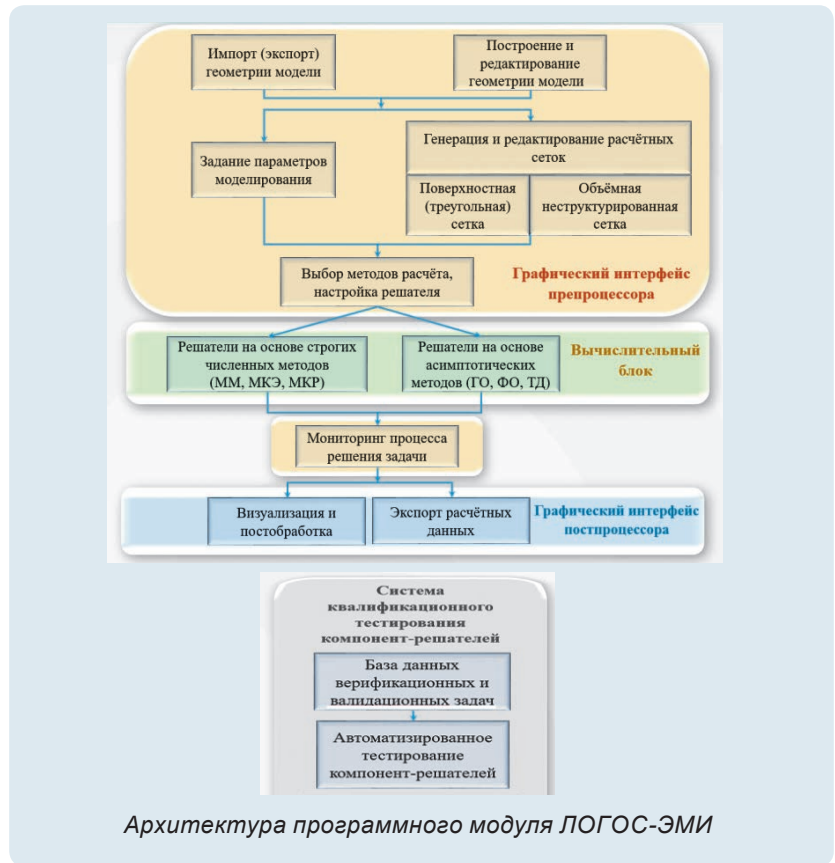 Импорт (экспорт)
геометрии модели
Построение и
редактирование
геометрии модели
Задание параметров
моделирования
Генерация и редактирование расчётных
сеток
Поверхностная
(треугольная)
сетка
Объёмная
неструктурированная
сетка
Выбор методов расчёта,
настройка решателя
Графический интерфейс
препроцессора
Решатели на основе строгих
численных методов
(ММ, МКЭ, МКР)
Решатели на основе
асимптотических
методов (ГО, ФО, ТД)
Вычислительный
блок
Мониторинг процесса
решения задачи
Визуализация и
постобработка
Экспорт расчётных
данных
Графический интерфейс
постпроцессора
Система
квалификационного
тестирования
компонент-решателей
База данных
верификационных и
валидационных задач
Автоматизированное
тестирование
компонент-решателей
Архитектура программного модуля ЛОГОС-ЭМИ